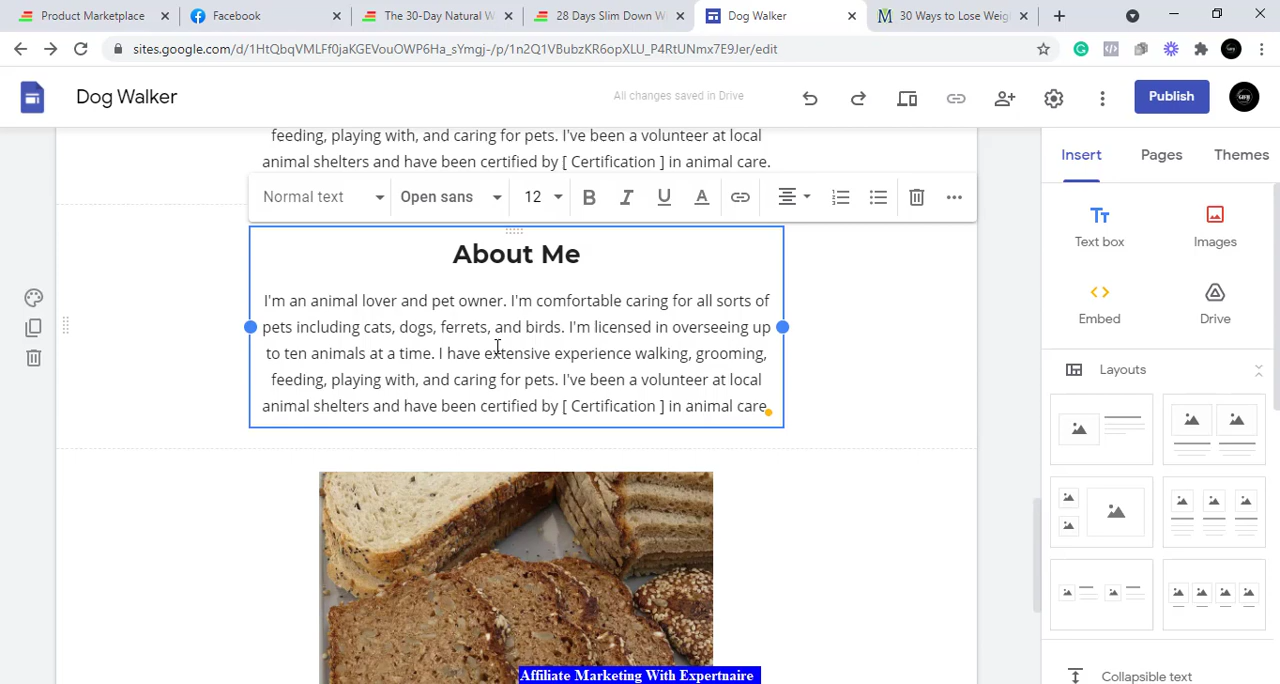 Product Marketplace
Facebook
The 30-Day Natural W
28 Days Slim Down W
Dog Walker
30 Ways to Lose Weig
sites.google.com/d/1HtQbqVMLFf0jaKGEVouOWP6Ha_sYmgj-/p/1n2Q1VBubzKR6opXLU_P4RtUNmx7E9Jer/edit
Dog Walker
All changes saved in Drive
Publish
feeding, playing with, and caring for pets. I've been a volunteer at local
animal shelters and have been certified by [ Certification ] in animal care.
Normal text
Open sans
12
About Me
I'm an animal lover and pet owner. I'm comfortable caring for all sorts of
pets including cats, dogs, ferrets, and birds. I'm licensed in overseeing up
to ten animals at a time. I have extensive experience walking, grooming,
feeding, playing with, and caring for pets. I've been a volunteer at local
animal shelters and have been certified by [ Certification ] in animal care
Insert
Pages
Themes
Text box
Images
Embed
Drive
Layouts
Collapsible text
Affiliate Marketing With Expertnaire